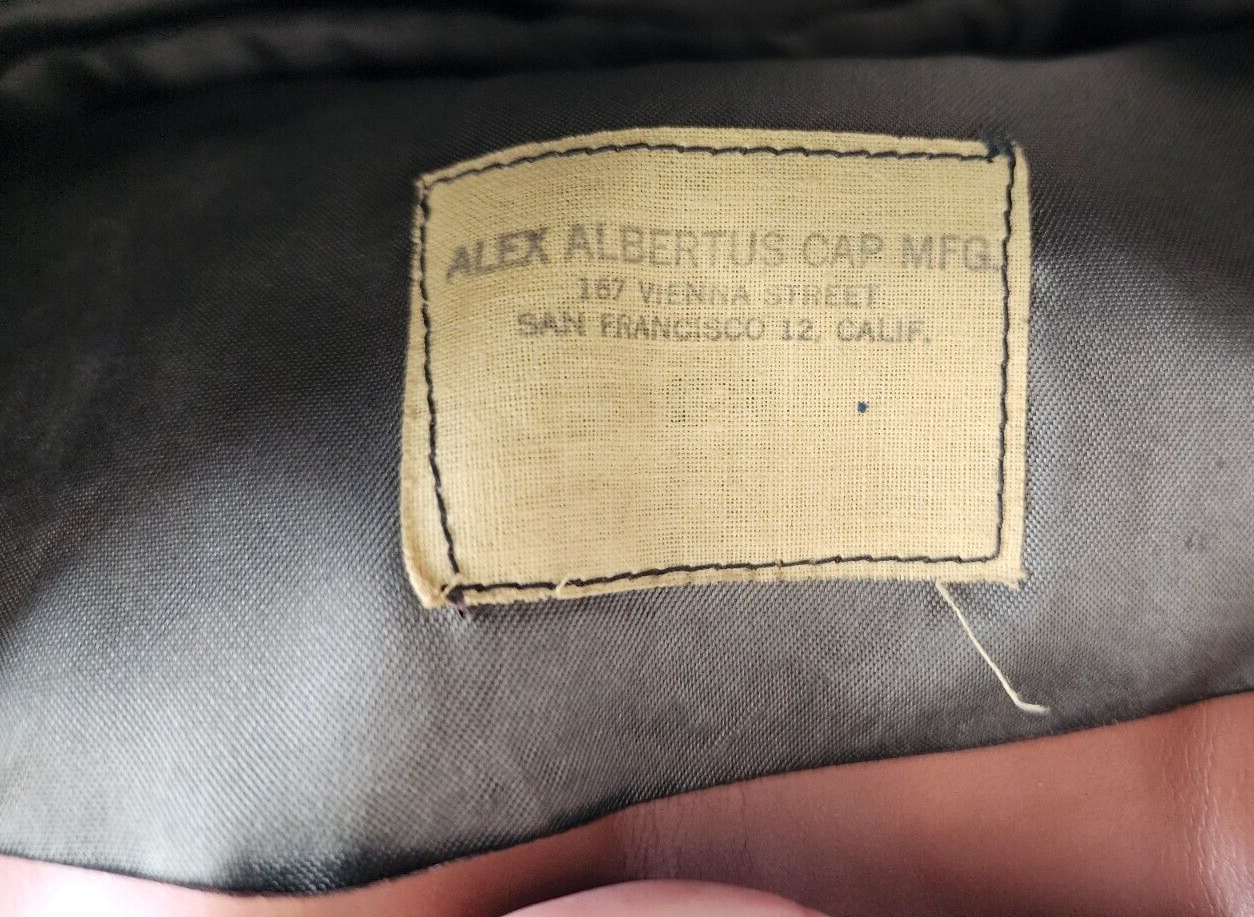 ALEX ALBERTUS CAP MFG.
167 VIENNA STREET
SAN FRANCISCO 12, CALIF.